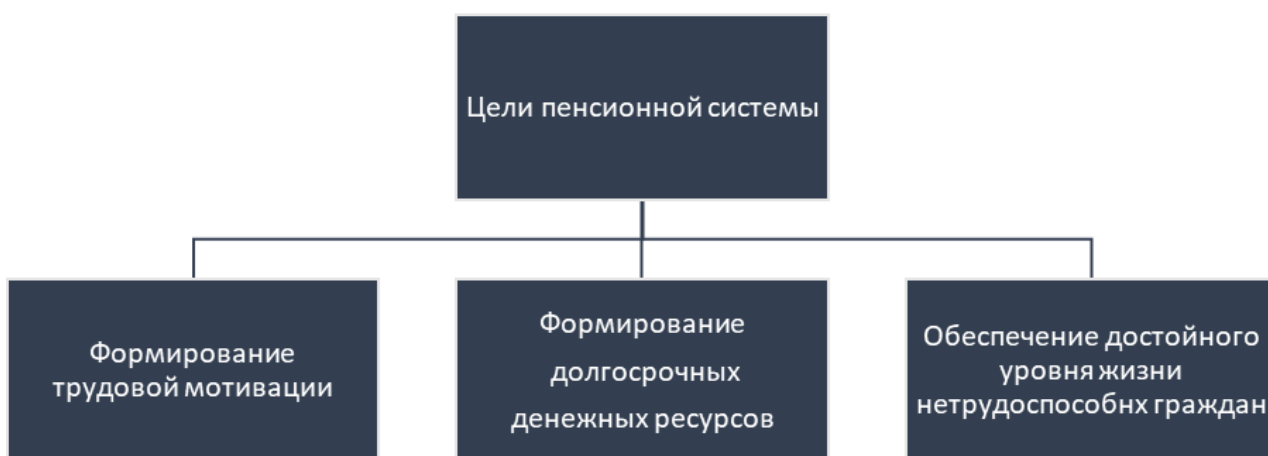 Цели пенсионной системы
Формирование
трудовой мотивации
Формирование
долгосрочных
денежных ресурсов
Обеспечение достойного
уровня жизни
нетрудоспособнх граждан